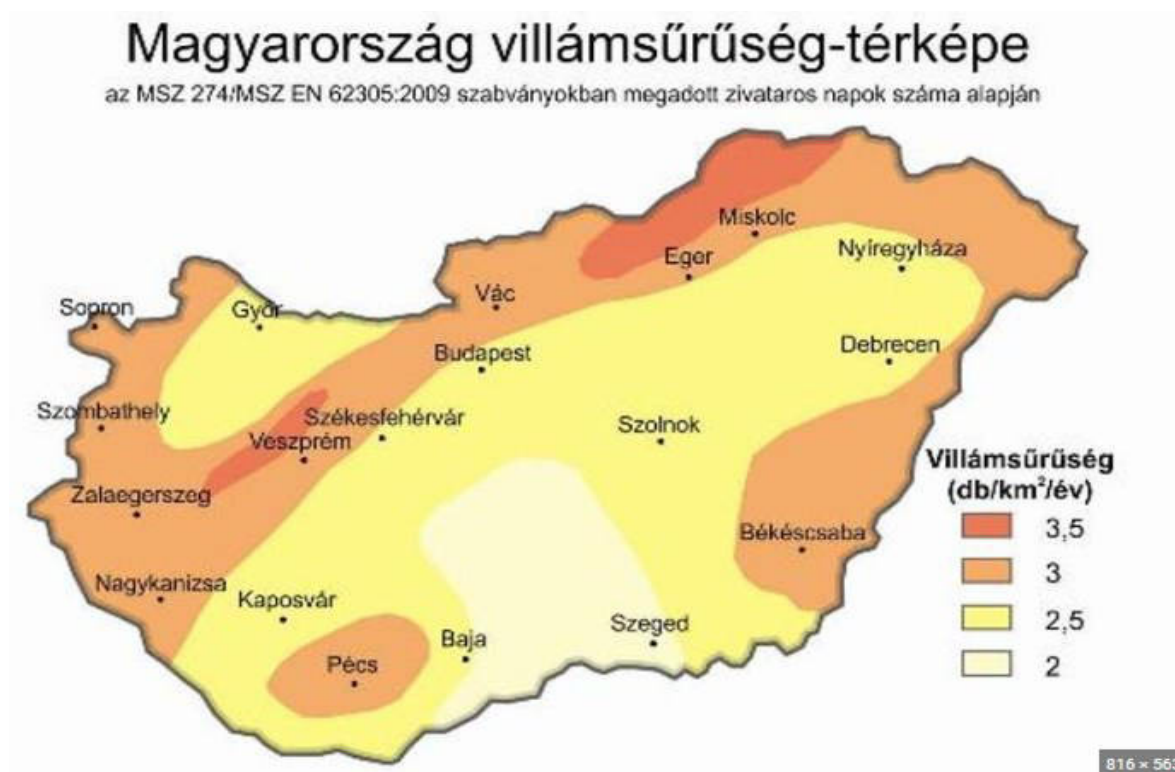 Magyarország villámsűrűség-térképe
az MSZ 274/MSZ EN 62305:2009 szabványokban megadott zivataros napok száma alapján
Miskolc
Nyíregyháza
Eger
Vác
Sopron
Győr
Budapest
Debrecen
Szombathely
Székesfehérvár
Veszprém
Szolnok
Zalaegerszeg
Békéscsaba
Nagykanizsa
Kaposvár
Szeged
Baja
Pécs
Villámsűrűség
(db/km²/év)
3,5
3
2,5
2